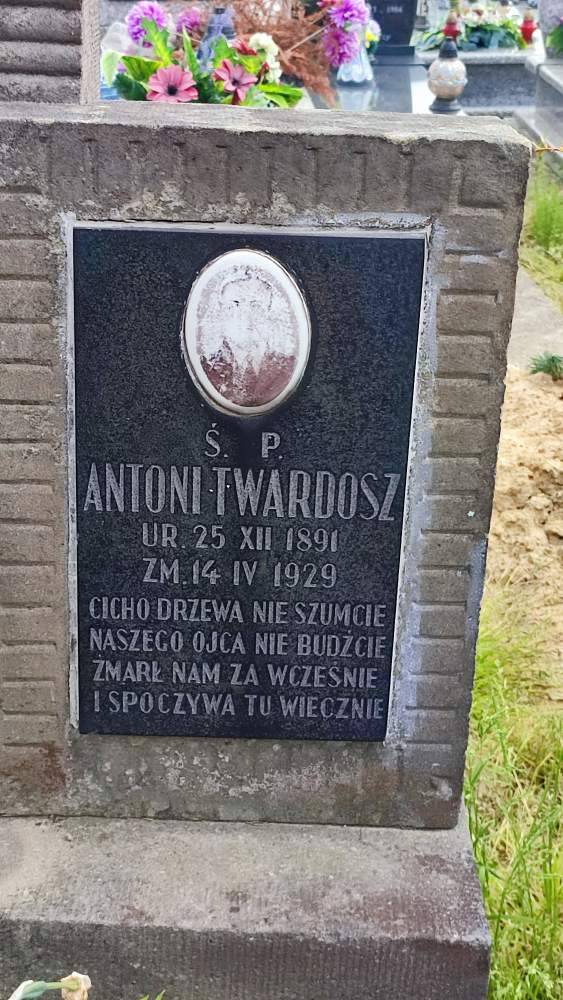 Ś. P.
ANTONI TWARDOSZ
UR. 25 XII 1891
ZM. 14 IV 1929
CICHO DRZEWA NIE SZUMCIE
NASZEGO OJCA NIE BUDŹCIE
ZMARŁ NAM ZA WCZEŚNIE
I SPOCZYWA TU WIECZNIE